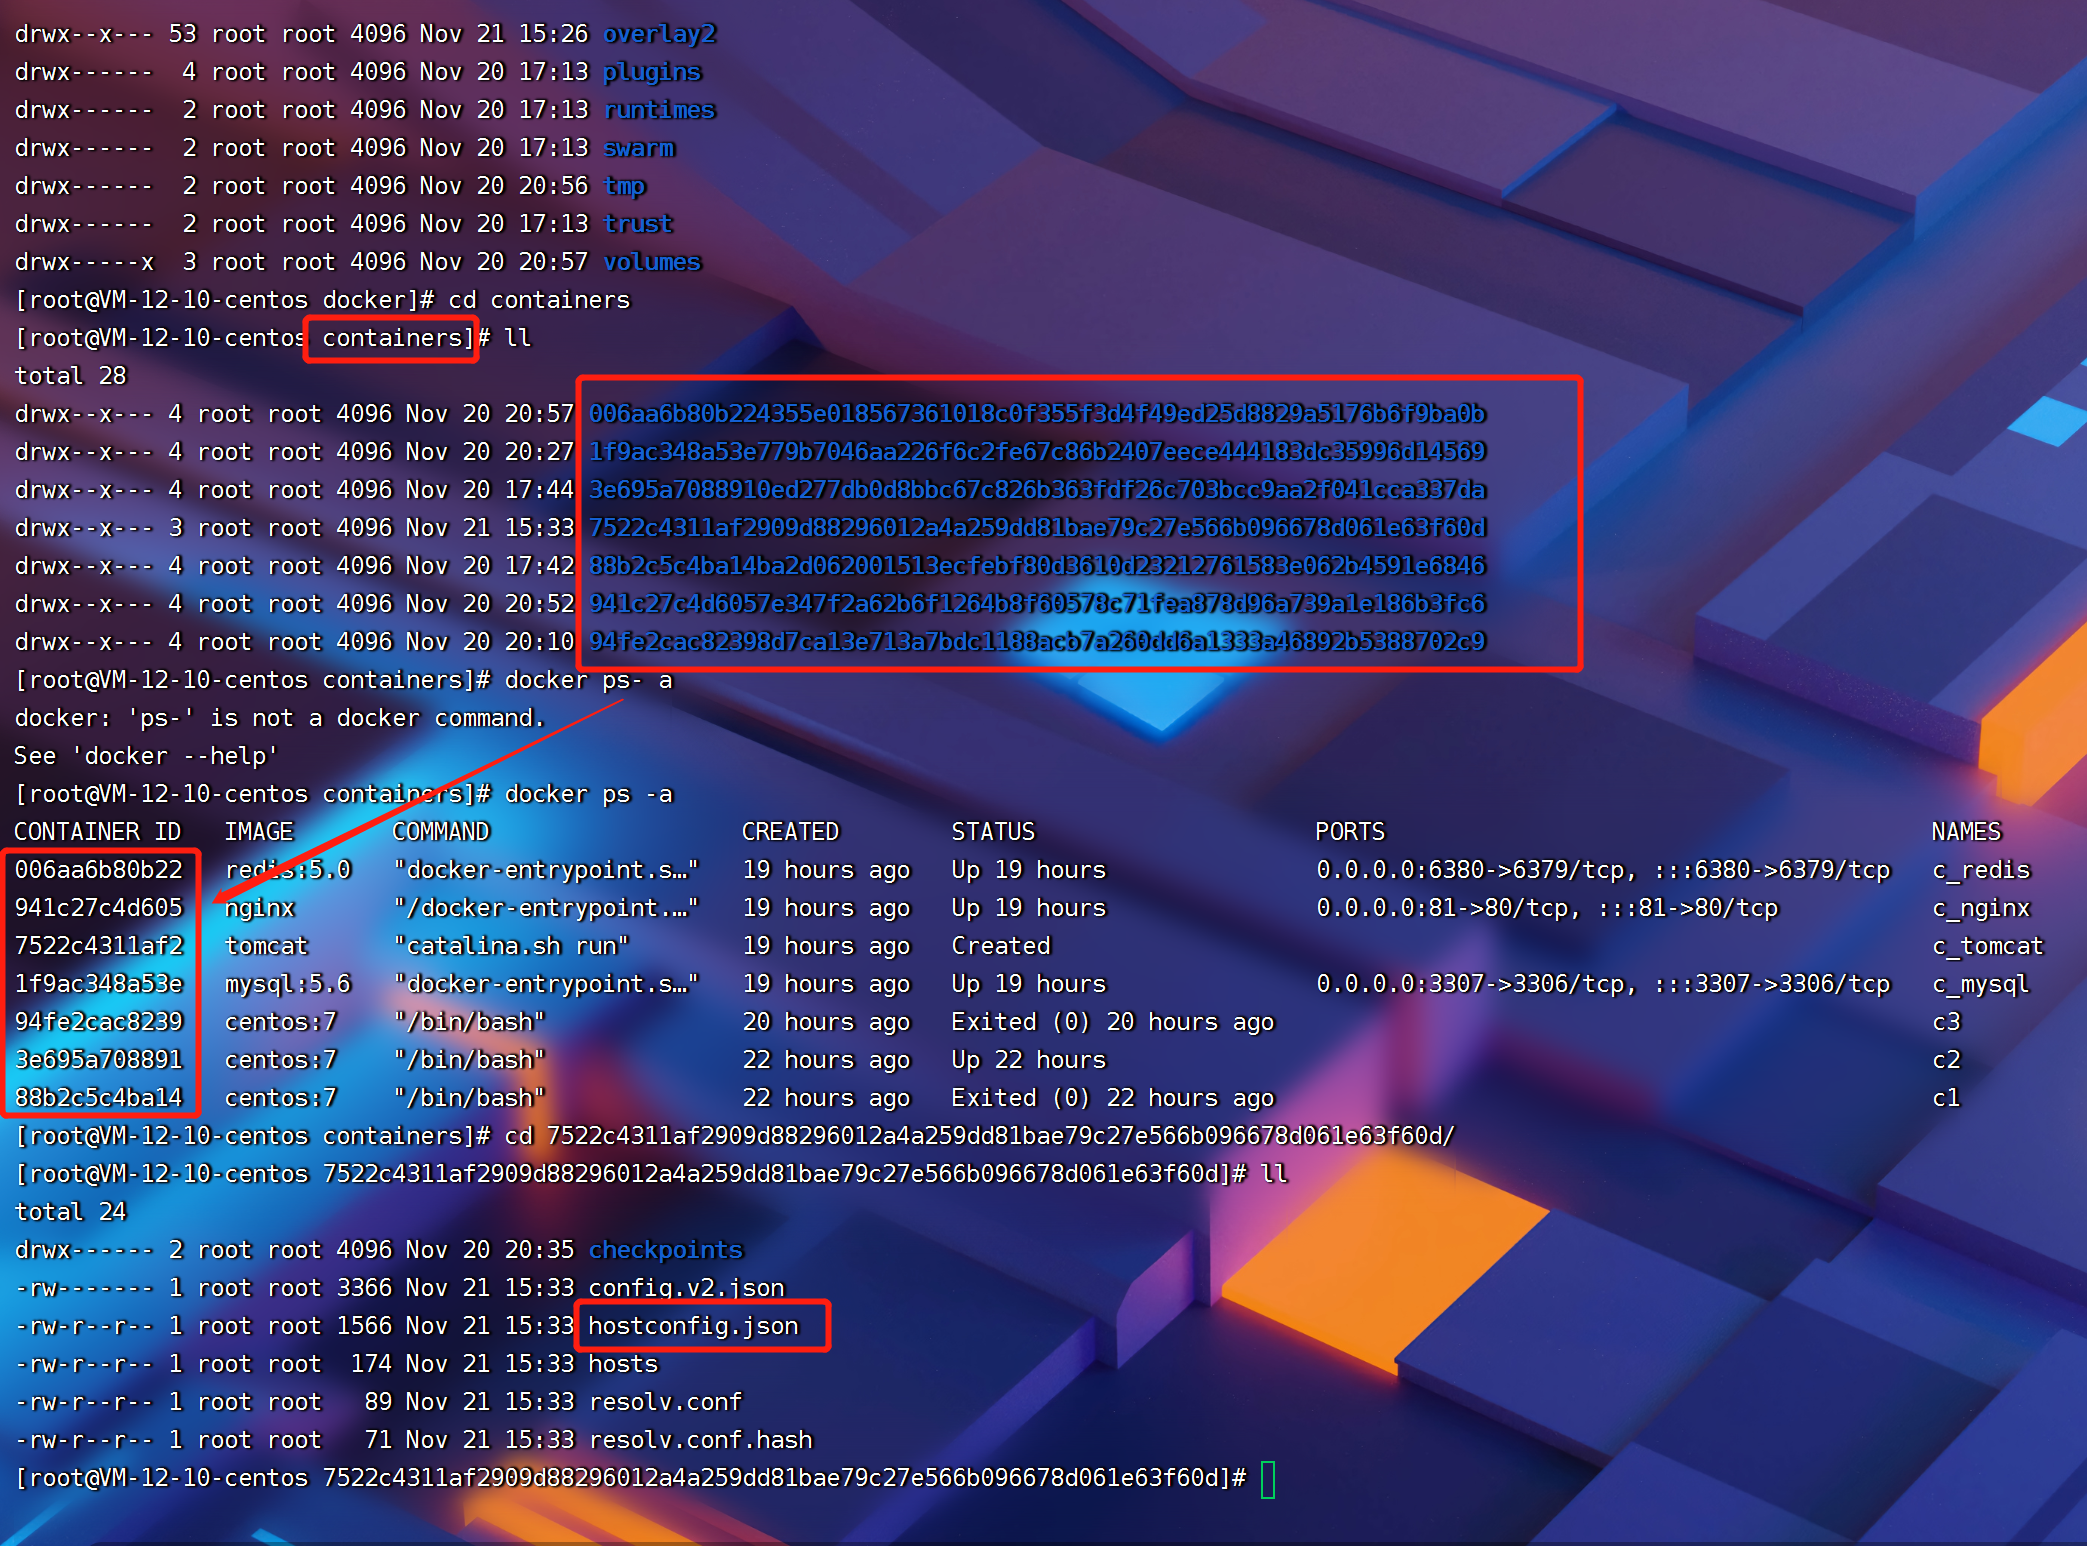 drwx--x--- 53 root root 4096 Nov 21 15:26 overlay2
drwx------  4 root root 4096 Nov 20 17:13 plugins
drwx------  2 root root 4096 Nov 20 17:13 runtimes
drwx------  2 root root 4096 Nov 20 17:13 swarm
drwx------  2 root root 4096 Nov 20 20:56 tmp
drwx------  2 root root 4096 Nov 20 17:13 trust
drwx-----x  3 root root 4096 Nov 20 20:57 volumes
[root@VM-12-10-centos docker]# cd containers
[root@VM-12-10-centos containers]# ll
total 28
drwx--x--- 4 root root 4096 Nov 20 20:57 006aa6b80b224355e018567361018c0f355f3d4f49ed25d8829a5176b6f9ba0b
drwx--x--- 4 root root 4096 Nov 20 20:27 1f9ac348a53e779b7046aa226f6c2fe67c86b2407eece444183dc35996d14569
drwx--x--- 4 root root 4096 Nov 20 17:44 3e695a7088910ed277db0d8bbc67c826b363fdf26c703bcc9aa2f041cca337da
drwx--x--- 3 root root 4096 Nov 21 15:33 7522c4311af2909d88296012a4a259dd81bae79c27e566b096678d061e63f60d
drwx--x--- 4 root root 4096 Nov 20 17:42 88b2c5c4ba14ba2d062001513ecfebf80d3610d23212761583e062b4591e6846
drwx--x--- 4 root root 4096 Nov 20 20:52 941c27c4d6057e347f2a62b6f1264b8f60578c71fea878d96a739a1e186b3fc6
drwx--x--- 4 root root 4096 Nov 20 20:10 94fe2cac82398d7ca13e713a7bdc1188acb7a260dd6a1333a46892b5388702c9
[root@VM-12-10-centos containers]# docker ps- a
docker: 'ps-' is not a docker command.
See 'docker --help'
[root@VM-12-10-centos containers]# docker ps -a
CONTAINER ID   IMAGE       COMMAND                  CREATED        STATUS                    PORTS                                       NAMES
006aa6b80b22   redis:5.0   "docker-entrypoint.s…"   19 hours ago   Up 19 hours               0.0.0.0:6380->6379/tcp, :::6380->6379/tcp   c_redis
941c27c4d605   nginx       "/docker-entrypoint.…"   19 hours ago   Up 19 hours               0.0.0.0:81->80/tcp, :::81->80/tcp           c_nginx
7522c4311af2   tomcat      "catalina.sh run"        19 hours ago   Created                                                               c_tomcat
1f9ac348a53e   mysql:5.6   "docker-entrypoint.s…"   19 hours ago   Up 19 hours               0.0.0.0:3307->3306/tcp, :::3307->3306/tcp   c_mysql
94fe2cac8239   centos:7    "/bin/bash"              20 hours ago   Exited (0) 20 hours ago                                               c3
3e695a708891   centos:7    "/bin/bash"              22 hours ago   Up 22 hours                                                           c2
88b2c5c4ba14   centos:7    "/bin/bash"              22 hours ago   Exited (0) 22 hours ago                                               c1
[root@VM-12-10-centos containers]# cd 7522c4311af2909d88296012a4a259dd81bae79c27e566b096678d061e63f60d/
[root@VM-12-10-centos 7522c4311af2909d88296012a4a259dd81bae79c27e566b096678d061e63f60d]# ll
total 24
drwx------ 2 root root 4096 Nov 20 20:35 checkpoints
-rw------- 1 root root 3366 Nov 21 15:33 config.v2.json
-rw-r--r-- 1 root root 1566 Nov 21 15:33 hostconfig.json
-rw-r--r-- 1 root root  174 Nov 21 15:33 hosts
-rw-r--r-- 1 root root   89 Nov 21 15:33 resolv.conf
-rw-r--r-- 1 root root   71 Nov 21 15:33 resolv.conf.hash
[root@VM-12-10-centos 7522c4311af2909d88296012a4a259dd81bae79c27e566b096678d061e63f60d]#